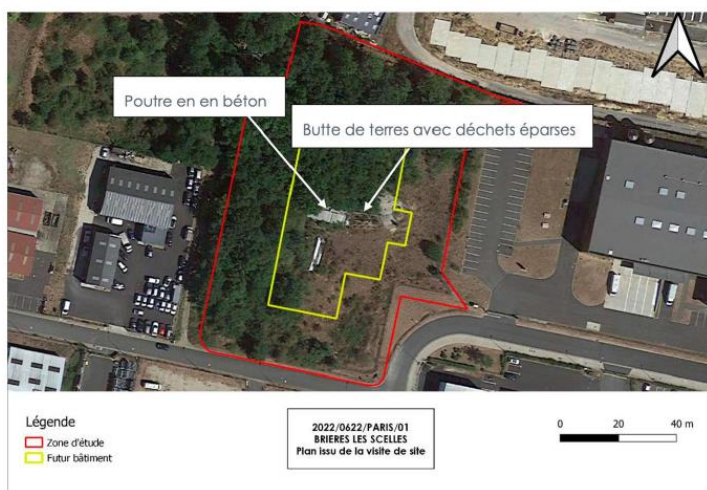 Poutre en en béton
Butte de terres avec déchets éparses
Légende
Zone d'étude
Futur bâtiment
2022/0622/PARIS/01
BRIERES LES SCELLES
Plan issu de la visite de site
0 20 40 m